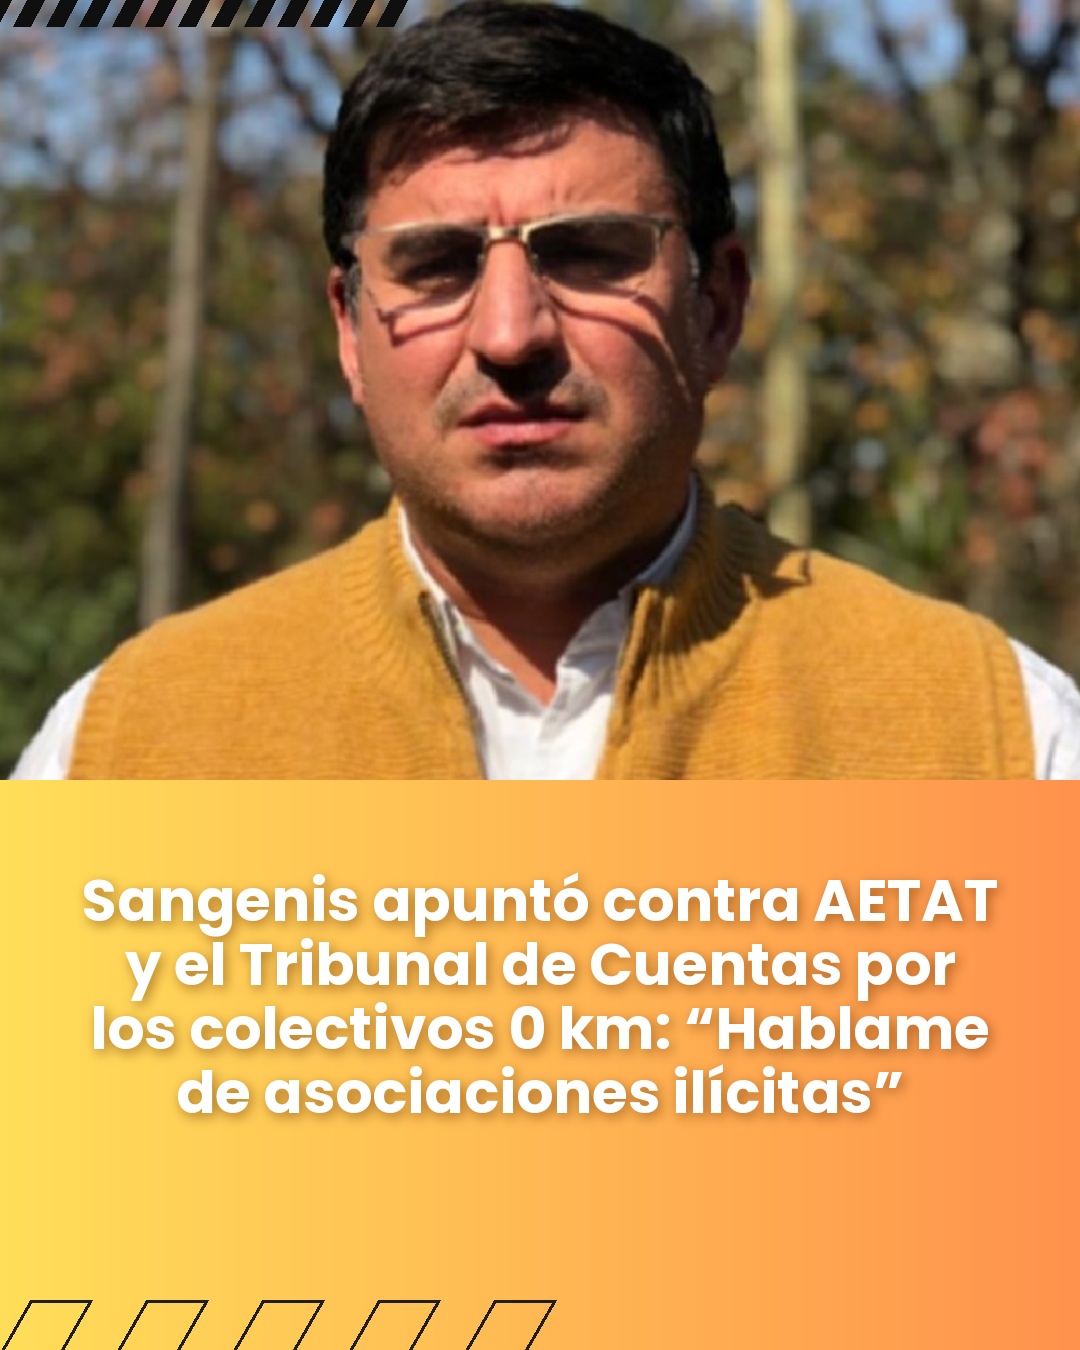 Sangenis apuntó contra AETAT
y el Tribunal de Cuentas por
los colectivos 0 km: “Hablame
de asociaciones ilícitas”